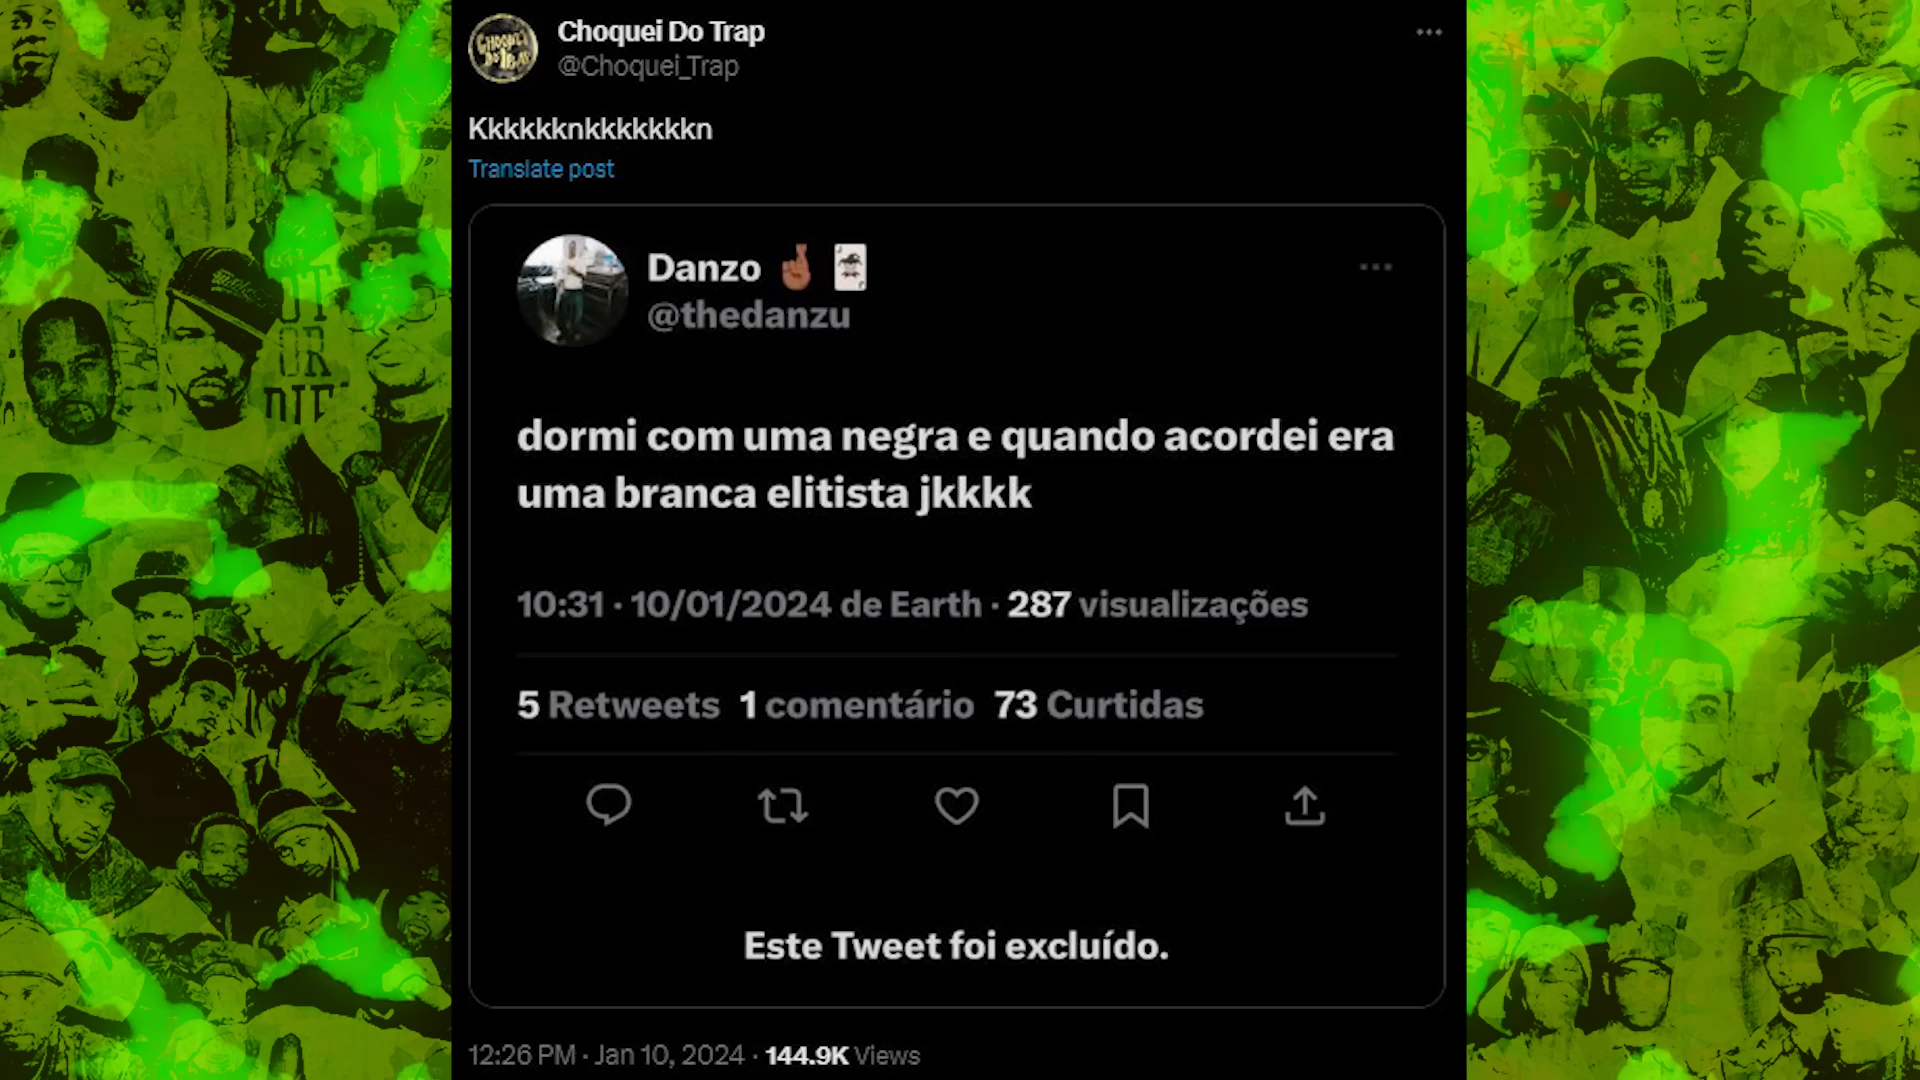 Choquei Do Trap
@Choquei_Trap
Kkkkkkknkkkkkkkn
Translate post
Danzo
@thedanzu
dormi com uma negra e quando acordei era
uma branca elitista jkkkk
10:31 · 10/01/2024 de Earth · 287 visualizações
5 Retweets 1 comentário 73 Curtidas
Este Tweet foi excluído.
12:26 PM · Jan 10, 2024 · 144.9K Views
OR